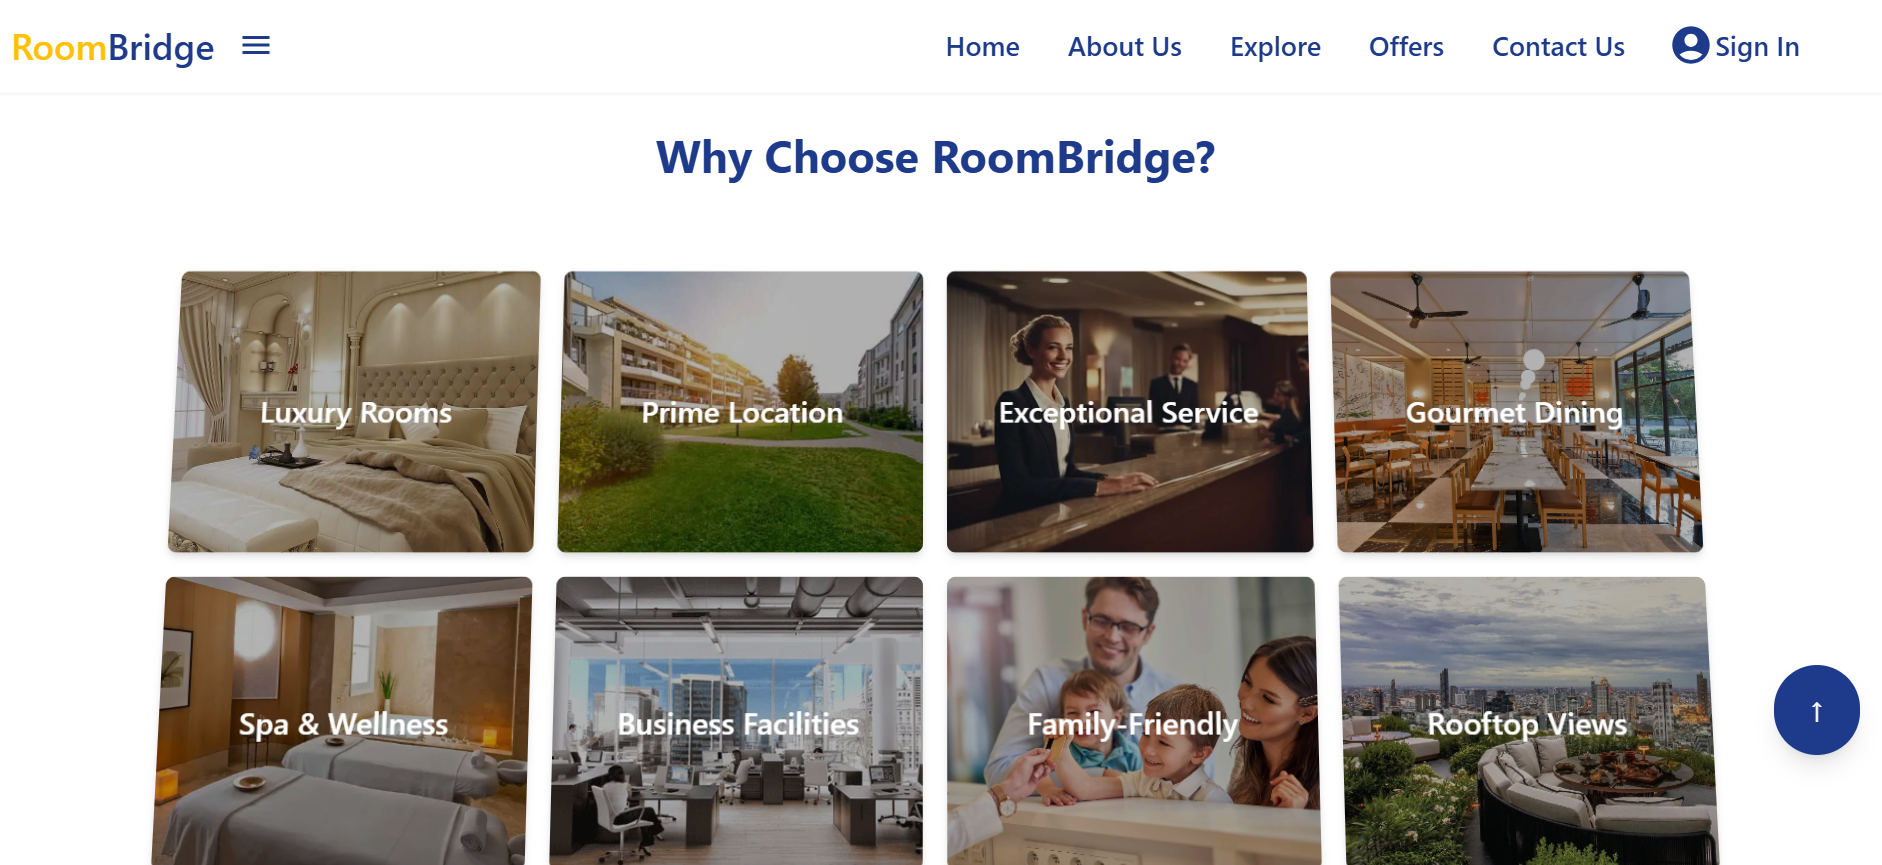 RoomBridge
Home About Us Explore Offers Contact Us Sign In
Why Choose RoomBridge?
Luxury Rooms Prime Location Exceptional Service Gourmet Dining
Spa & Wellness Business Facilities Family-Friendly Rooftop Views
↑